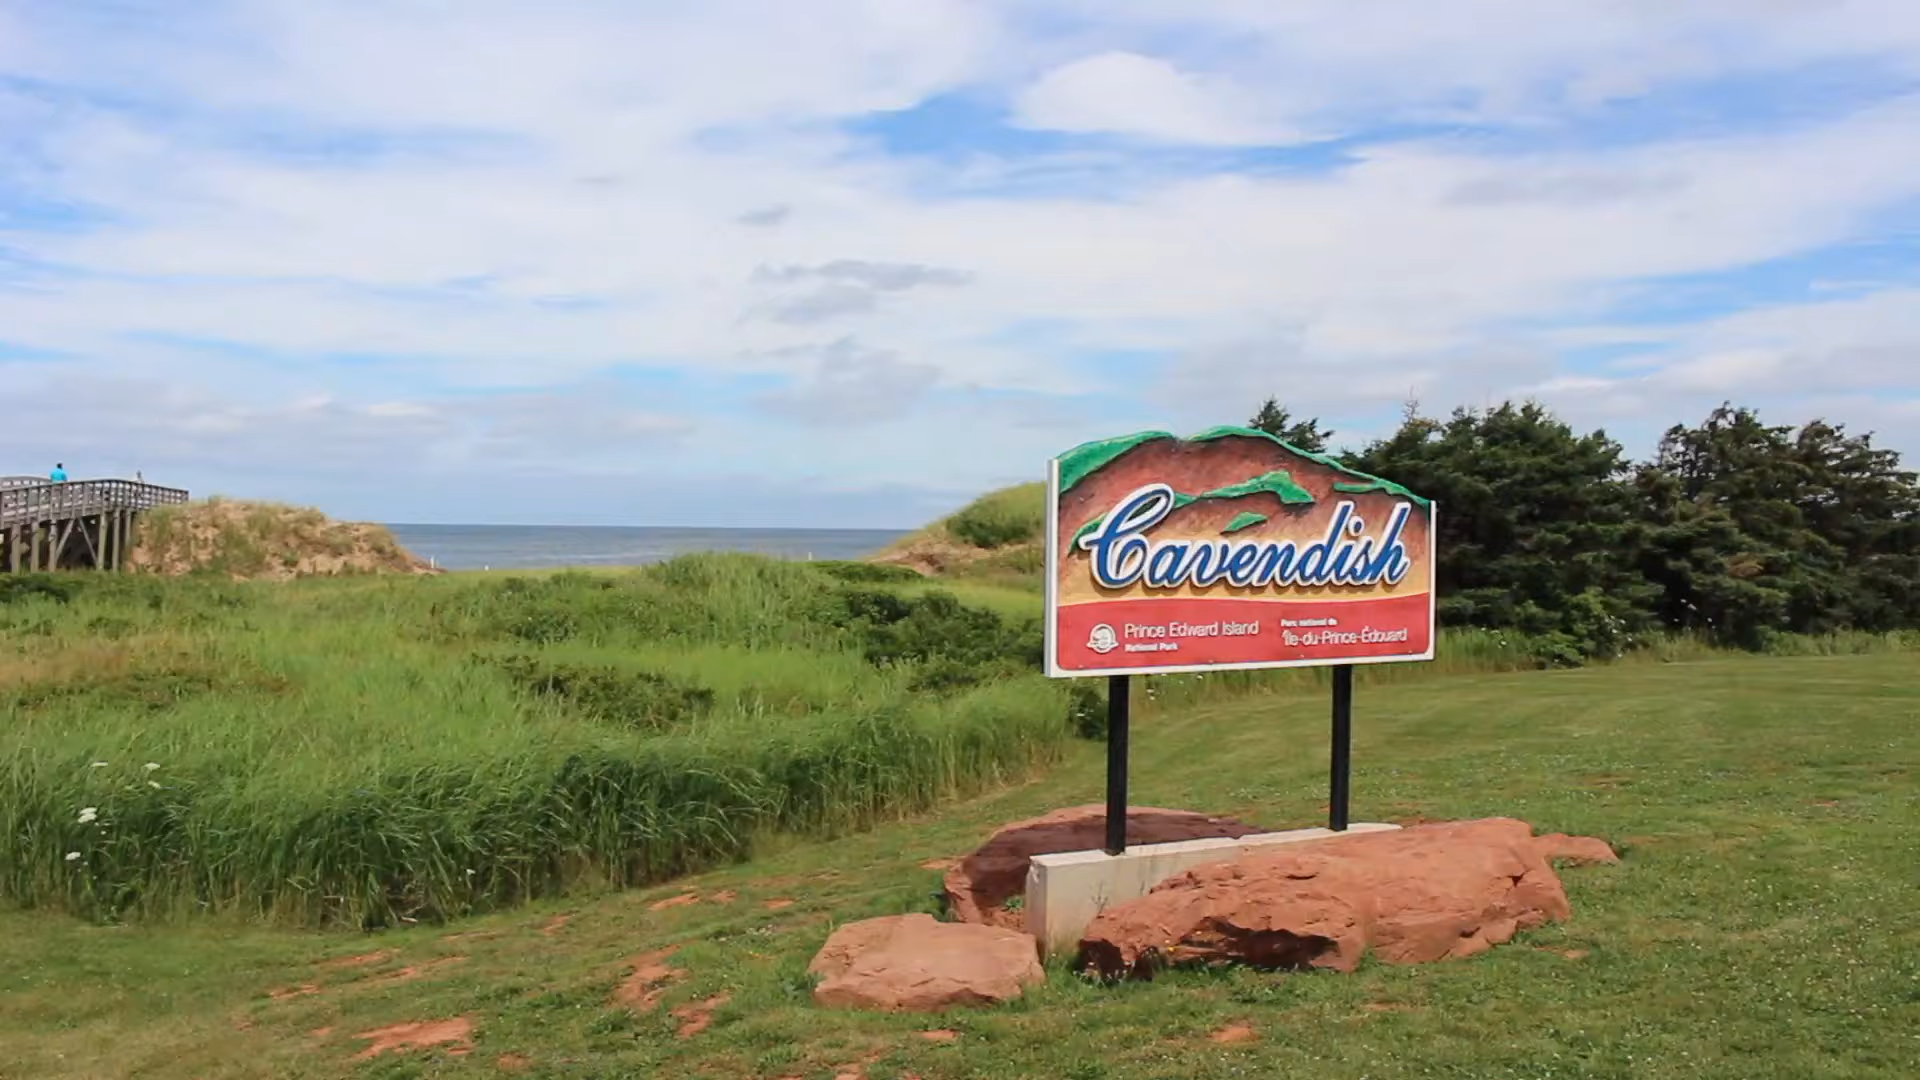 Cavendish
Prince Edward Island
National Park
Parc national de
l'Île-du-Prince-Édouard